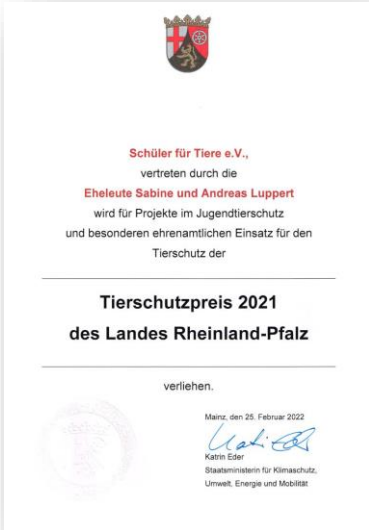 Schüler für Tiere e.V.,
vertreten durch die
Eheleute Sabine und Andreas Luppert
wird für Projekte im Jugendtierschutz
und besonderen ehrenamtlichen Einsatz für den
Tierschutz der
Tierschutzpreis 2021
des Landes Rheinland-Pfalz
verliehen.
Mainz, den 25. Februar 2022
Katrin Eder
Staatsministerin für Klimaschutz,
Umwelt, Energie und Mobilität